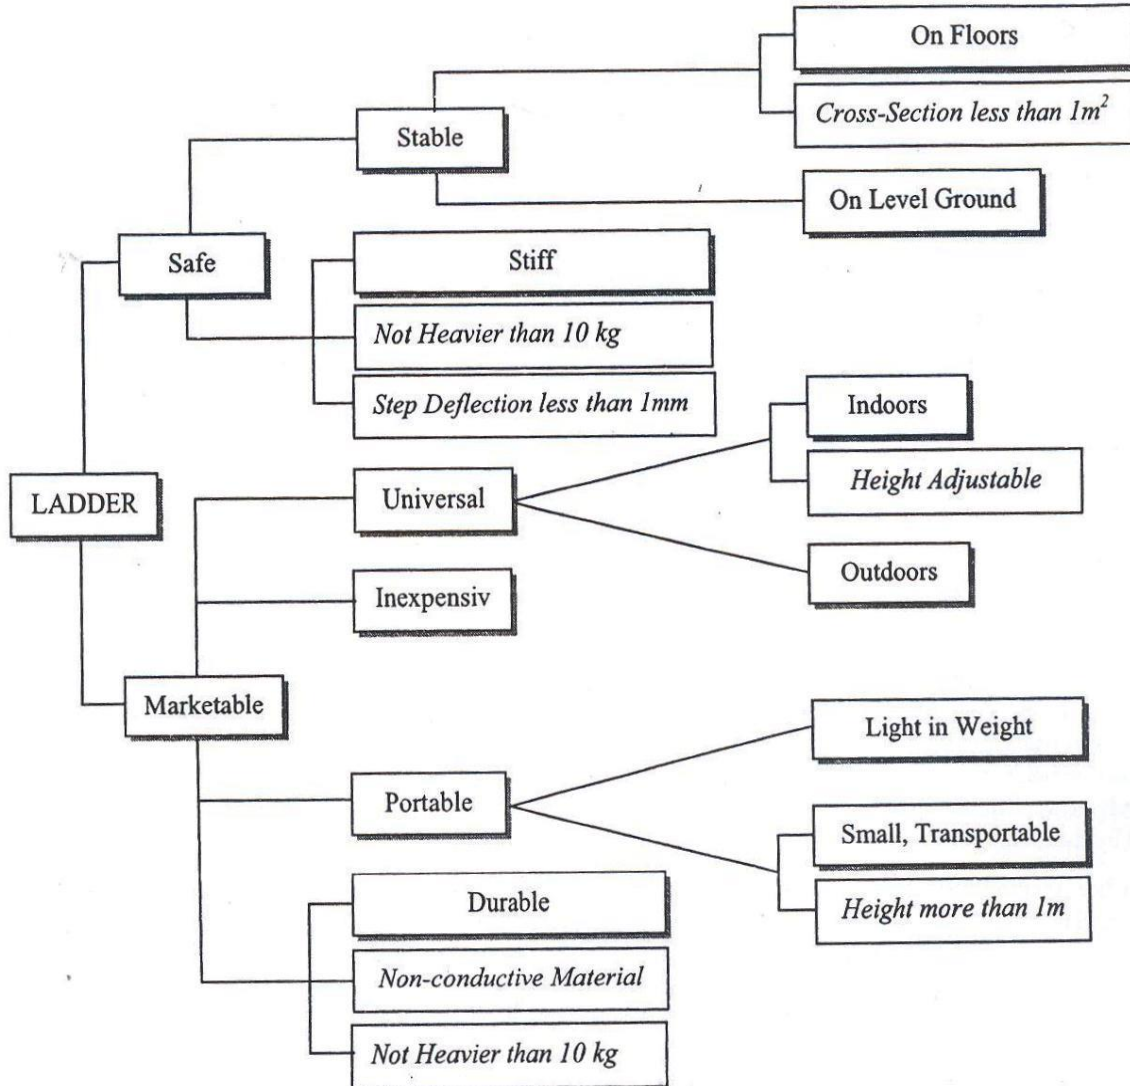 On Floors
Cross-Section less than 1m²
Stable
On Level Ground
Safe
Stiff
Not Heavier than 10 kg
Step Deflection less than 1mm
Indoors
LADDER
Universal
Height Adjustable
Outdoors
Inexpensiv
Marketable
Light in Weight
Portable
Small, Transportable
Durable
Height more than 1m
Non-conductive Material
Not Heavier than 10 kg